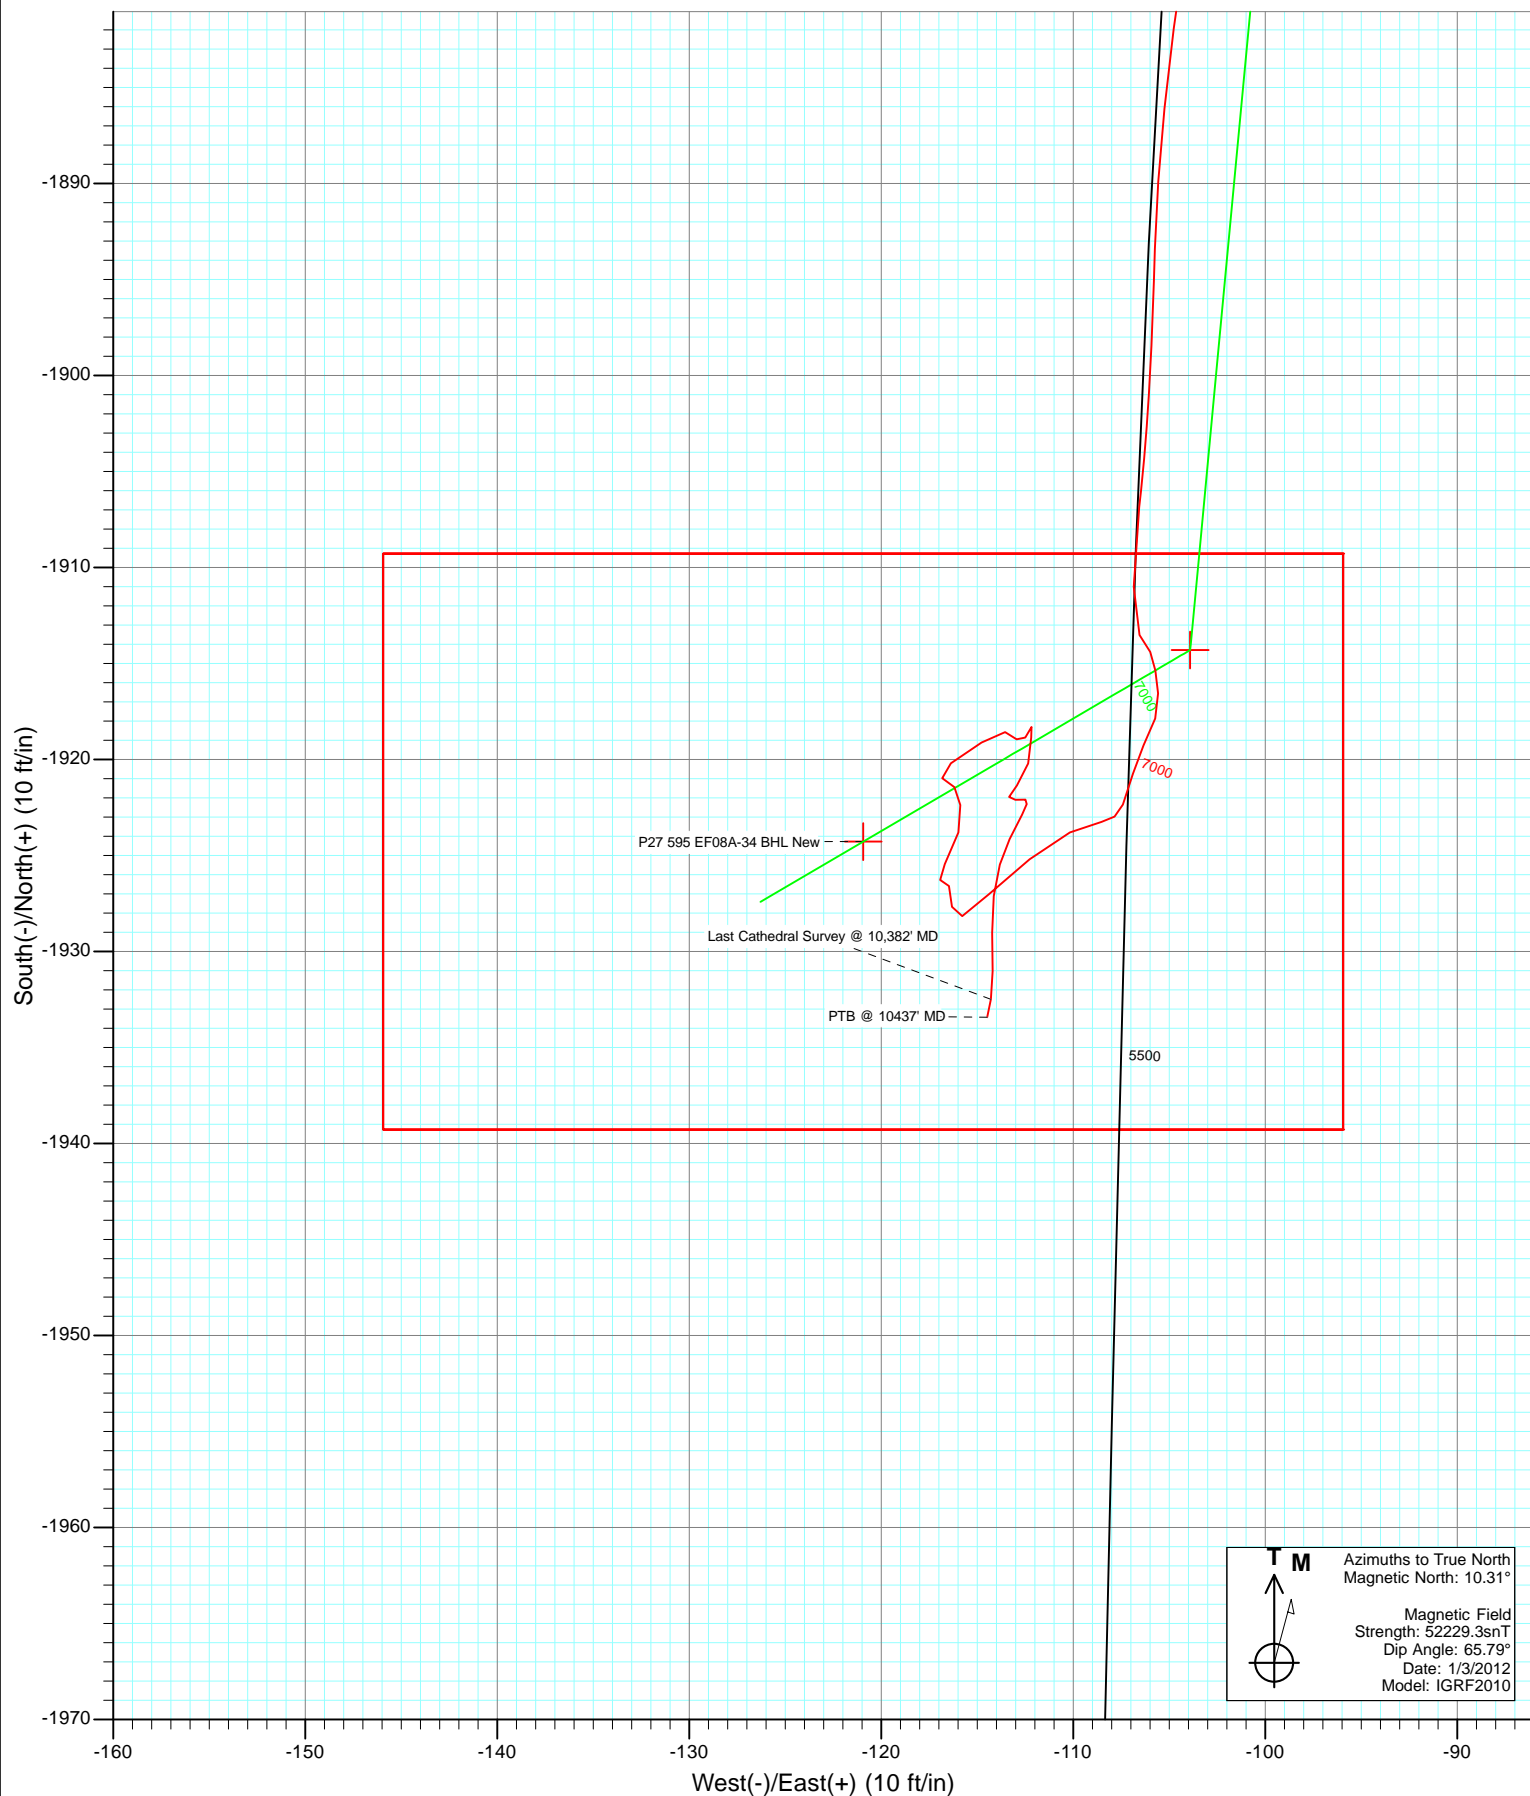 -1890
-1900
-1910
-1920
-1930
-1940
-1950
-1960
-1970
South(-)/North(+) (10 ft/in)
7000
7000
P27 595 EF08A-34 BHL New
Last Cathedral Survey @ 10,382' MD
PTB @ 10437' MD
5500
T M
Azimuths to True North
Magnetic North: 10.31°
Magnetic Field
Strength: 52229.3snT
Dip Angle: 65.79°
Date: 1/3/2012
Model: IGRF2010
-160 -150 -140 -130 -120 -110 -100 -90
West(-)/East(+) (10 ft/in)